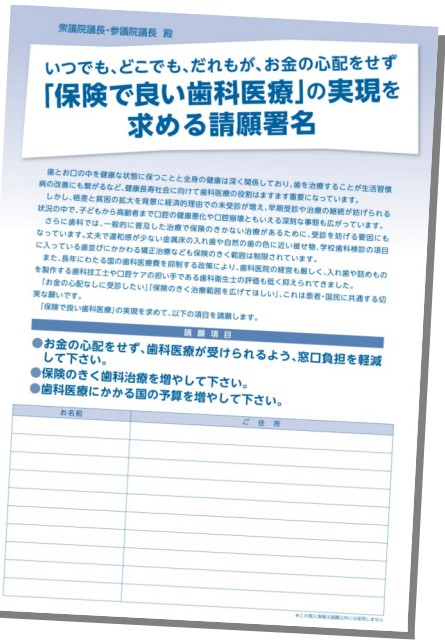 衆議院議長・参議院議長 殿
いつでも、どこでも、だれもが、お金の心配をせず
「保険で良い歯科医療」の実現を
求める請願署名
歯とお口の中を健康な状態に保つことと全身の健康は深く関係しており、歯を治療することが生活習慣
病の改善にも繋がるなど、健康長寿社会に向けて歯科医療の役割はますます重要になっています。
しかし、格差と貧困の拡大を背景に経済的理由での未受診が増え、早期受診や治療の継続が妨げられる
状況の中で、子どもから高齢者まで口腔の健康悪化や口腔崩壊ともいえる深刻な事態も広がっています。
さらに歯科では、一般的に普及した治療で保険のきかない治療があるために、受診を妨げる要因にも
なっています。丈夫で違和感が少ない金属床の入れ歯や自然の歯の色に近い被せ物、学校歯科検診の項目
に入っている歯並びにかかわる矯正治療なども保険のきく範囲は制限されています。
また、長年にわたる国の歯科医療費を抑制する政策により、歯科医院の経営も厳しく、入れ歯や詰めもの
を製作する歯科技工士や口腔ケアの担い手である歯科衛生士の評価も低く抑えられてきました。
「お金の心配なしに受診したい」「保険のきく治療範囲を広げてほしい」、これは患者・国民に共通する切
実な願いです。
「保険で良い歯科医療」の実現を求めて、以下の項目を請願します。
請願項目
●お金の心配をせず、歯科医療が受けられるよう、窓口負担を軽減
して下さい。
●保険のきく歯科治療を増やして下さい。
●歯科医療にかかる国の予算を増やして下さい。
お名前 ご住所
※この個人情報は請願以外には使用しません